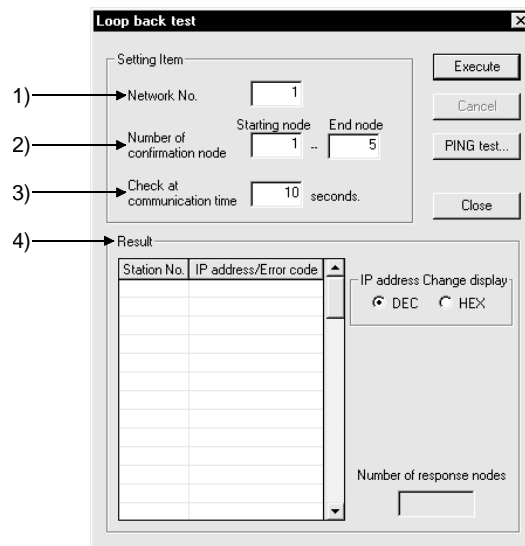 Loop back test
Setting Item
Execute
1)
Network No.
1
Cancel
Starting node
End node
2)
Number of
confirmation node
1
--
5
PING test...
3)
Check at
communication time
10
seconds.
Close
4)
Result
Station No.
IP address/Error code
IP address Change display
DEC
HEX
Number of response nodes